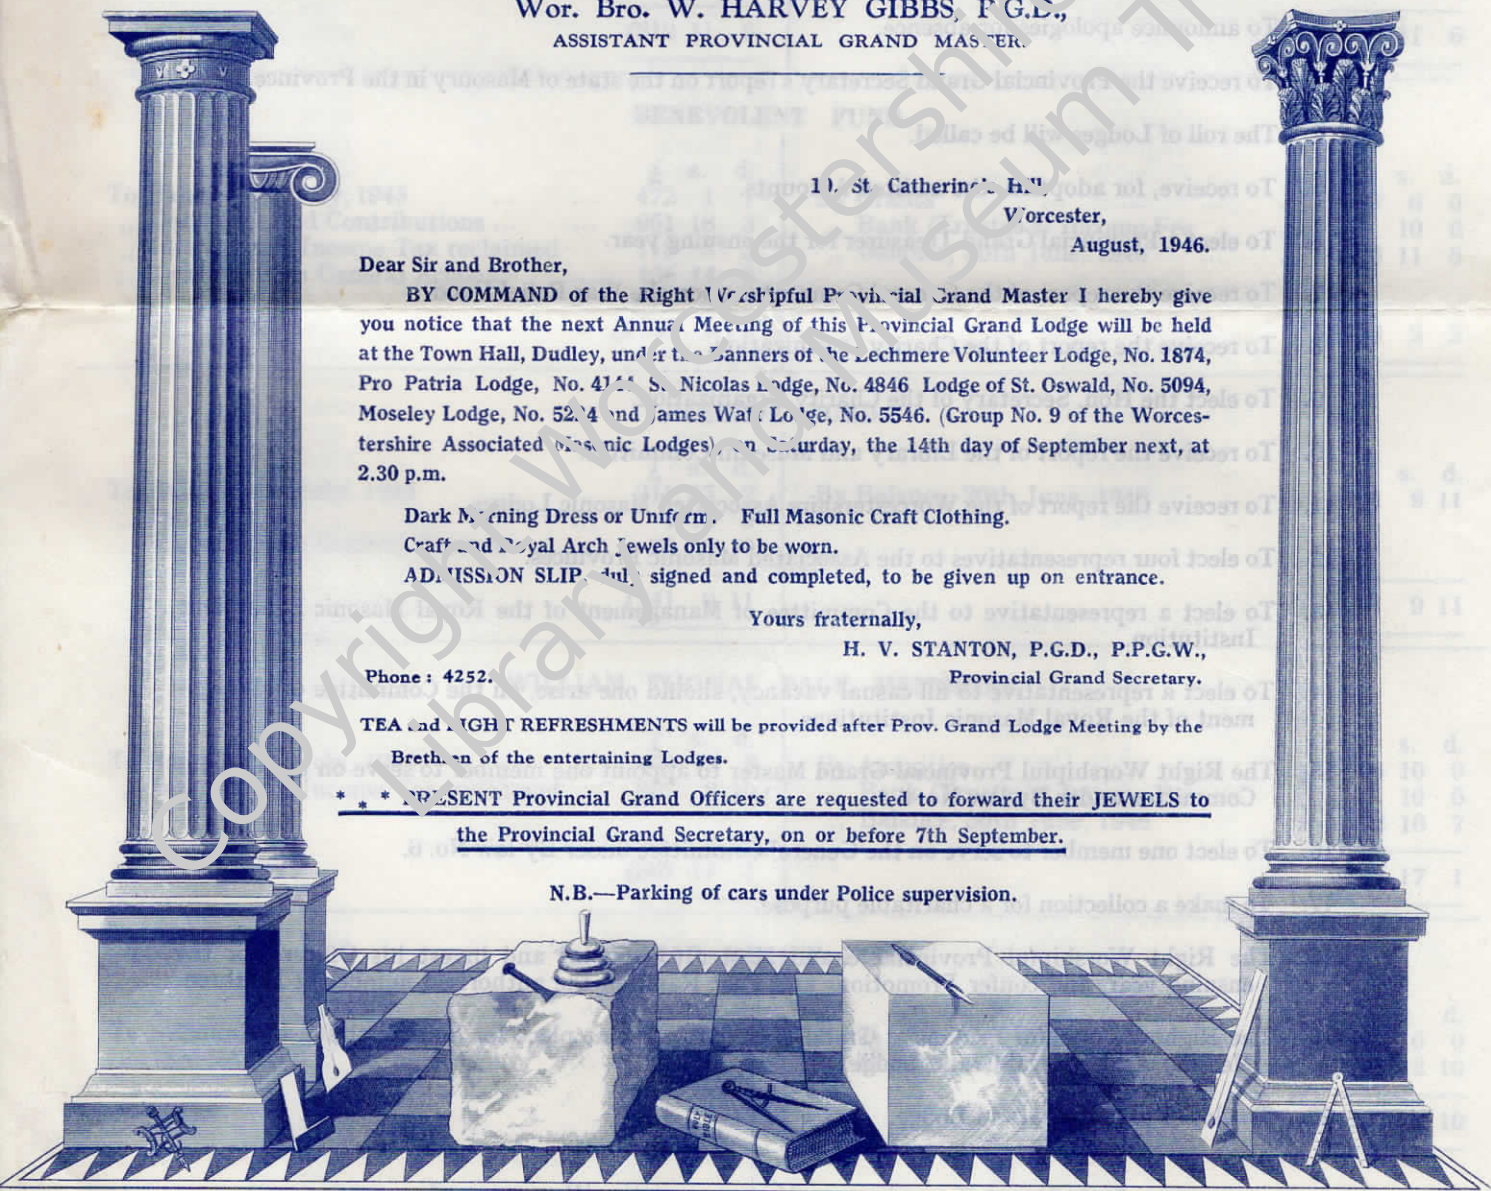 Wor. Bro. W. HARVEY GIBBS, P.G.D.,
ASSISTANT PROVINCIAL GRAND MASTER.
St. Catherine's Hill,
Worcester,
August, 1946.
Dear Sir and Brother,
BY COMMAND of the Right Worshipful Provincial Grand Master I hereby give
you notice that the next Annual Meeting of this Provincial Grand Lodge will be held
at the Town Hall, Dudley, under the Banners of the Lechmere Volunteer Lodge, No. 1874,
Pro Patria Lodge, No. St. Nicolas Lodge, No. 4846 Lodge of St. Oswald, No. 5094,
Moseley Lodge, No. and James Watt Lodge, No. 5546. (Group No. 9 of the Worces-
tershire Associated Masonic Lodges), on Saturday, the 14th day of September next, at
2.30 p.m.
Dark Morning Dress or Uniform. Full Masonic Craft Clothing.
Craft and Royal Arch Jewels only to be worn.
ADMISSION SLIP, duly signed and completed, to be given up on entrance.
Yours fraternally,
H. V. STANTON, P.G.D., P.P.G.W.,
Phone : 4252. Provincial Grand Secretary.
TEA and LIGHT REFRESHMENTS will be provided after Prov. Grand Lodge Meeting by the
Brethren of the entertaining Lodges.
* * * PRESENT Provincial Grand Officers are requested to forward their JEWELS to
the Provincial Grand Secretary, on or before 7th September.
N.B.—Parking of cars under Police supervision.
HOLY BIBLE
Copyright Worcestershire
Library and Museum